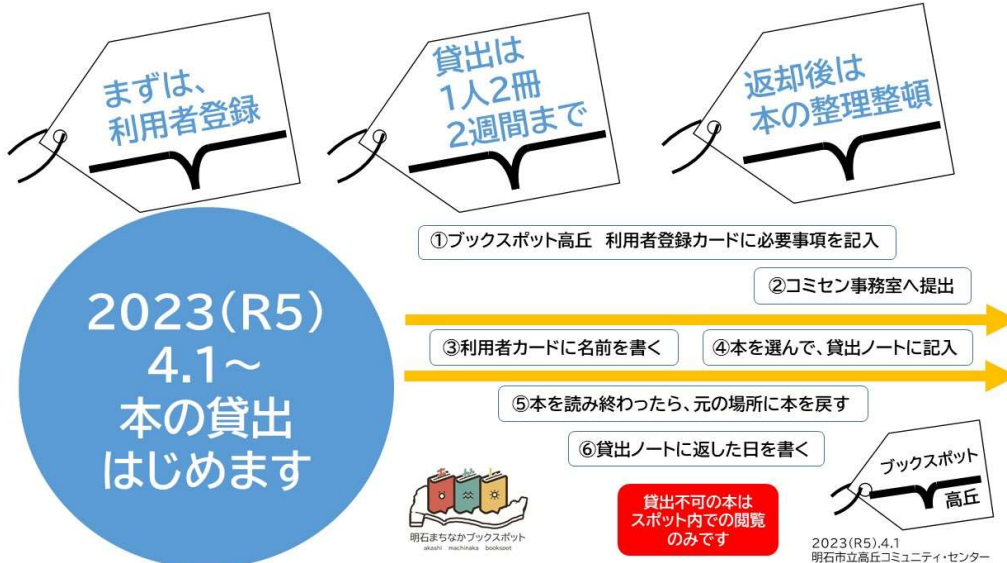 まずは、
利用者登録
貸出は
1人2冊
2週間まで
返却後は
本の整理整頓
2023(R5)
4.1～
本の貸出
はじめます
①ブックスポット高丘　利用者登録カードに必要事項を記入
②コミセン事務室へ提出
③利用者カードに名前を書く
④本を選んで、貸出ノートに記入
⑤本を読み終わったら、元の場所に本を戻す
⑥貸出ノートに返した日を書く
明石まちなかブックスポット
akashi machinaka bookspot
貸出不可の本は
スポット内での閲覧
のみです
ブックスポット
高丘
2023(R5).4.1
明石市立高丘コミュニティ・センター